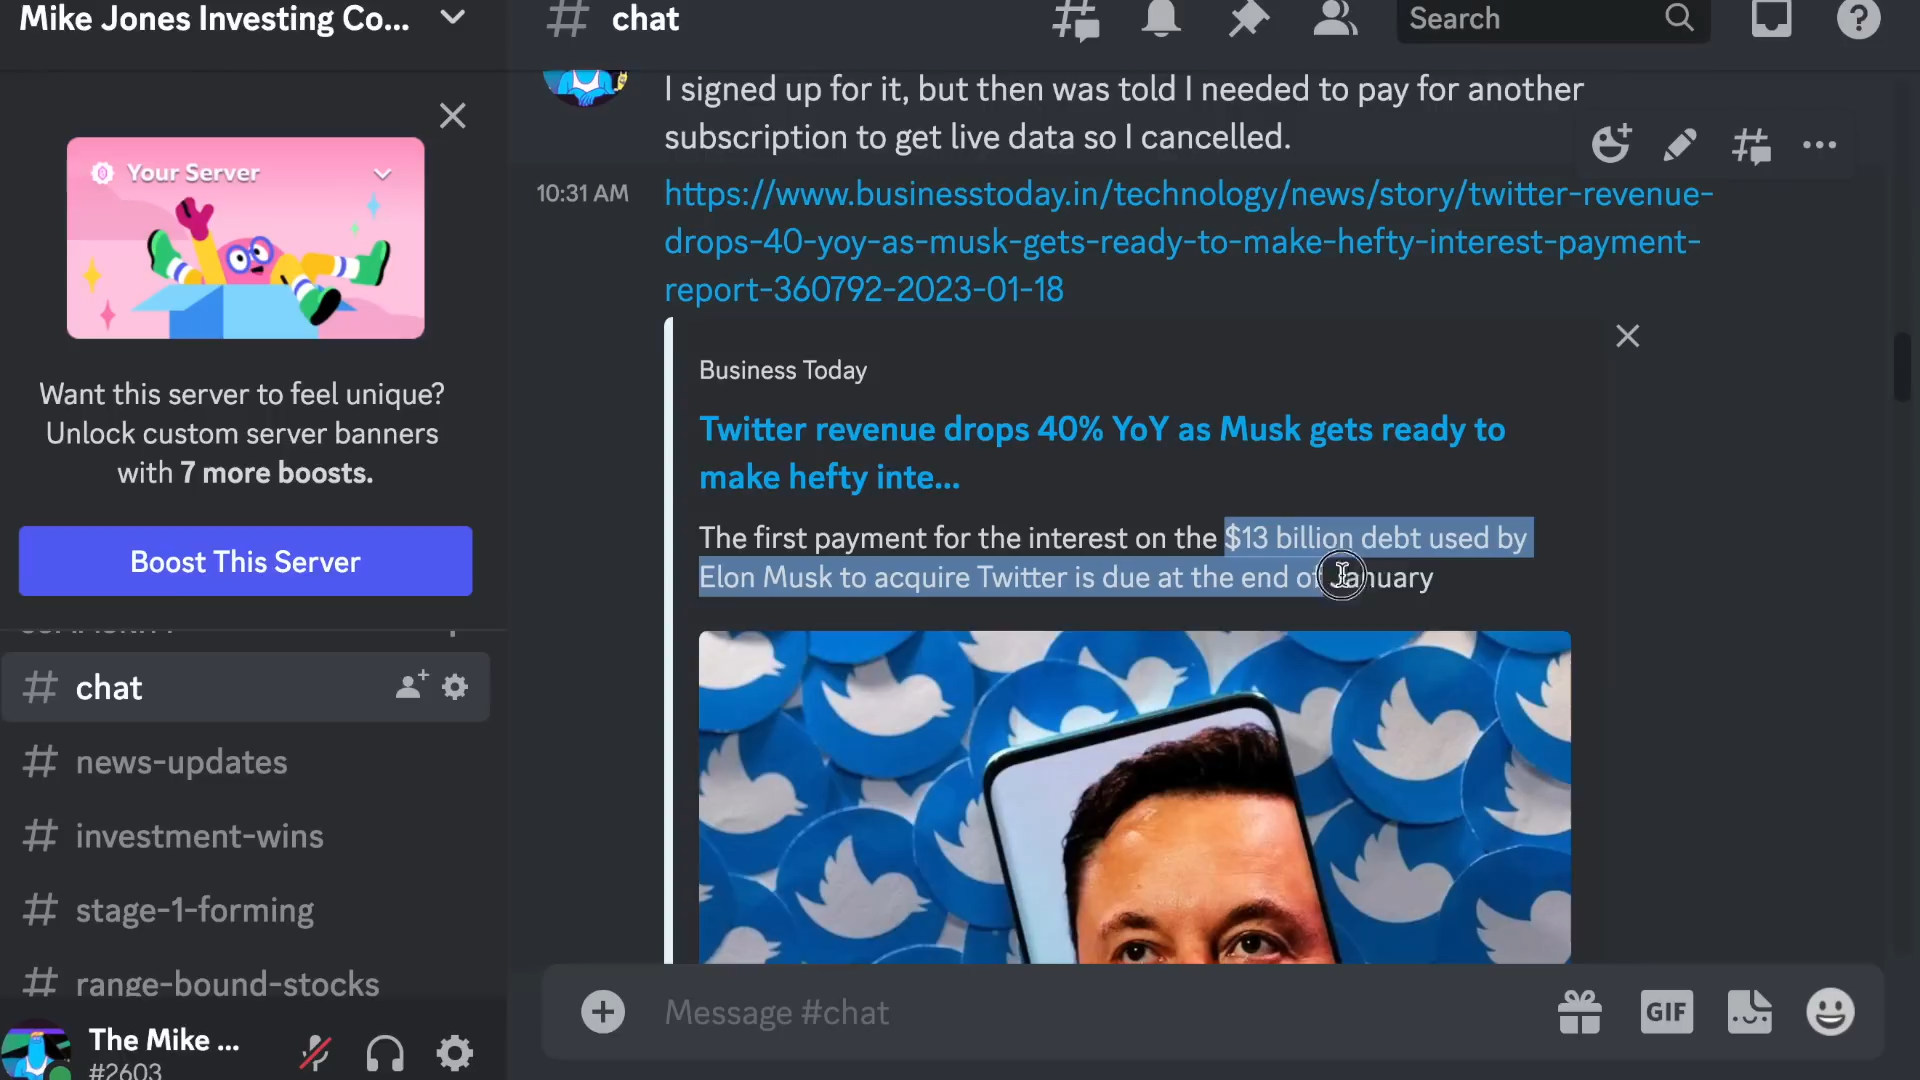 Mike Jones Investing Co...
chat
Search
Your Server
Want this server to feel unique?
Unlock custom server banners
with 7 more boosts.
Boost This Server
chat
news-updates
investment-wins
stage-1-forming
range-bound-stocks
The Mike ...
#2603
I signed up for it, but then was told I needed to pay for another
subscription to get live data so I cancelled.
10:31 AM
https://www.businesstoday.in/technology/news/story/twitter-revenue-
drops-40-yoy-as-musk-gets-ready-to-make-hefty-interest-payment-
report-360792-2023-01-18
Business Today
Twitter revenue drops 40% YoY as Musk gets ready to
make hefty inte...
The first payment for the interest on the $13 billion debt used by
Elon Musk to acquire Twitter is due at the end of January
Message #chat
GIF